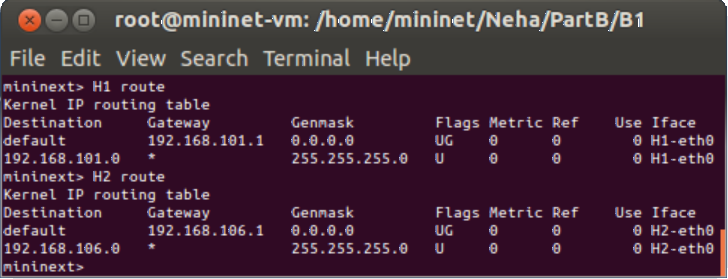 root@mininet-vm: /home/mininet/Neha/PartB/B1
File Edit View Search Terminal Help
mininext> H1 route
Kernel IP routing table
Destination Gateway Genmask Flags Metric Ref Use Iface
default 192.168.101.1 0.0.0.0 UG 0 0 0 H1-eth0
192.168.101.0 * 255.255.255.0 U 0 0 0 H1-eth0
mininext> H2 route
Kernel IP routing table
Destination Gateway Genmask Flags Metric Ref Use Iface
default 192.168.106.1 0.0.0.0 UG 0 0 0 H2-eth0
192.168.106.0 * 255.255.255.0 U 0 0 0 H2-eth0
mininext>